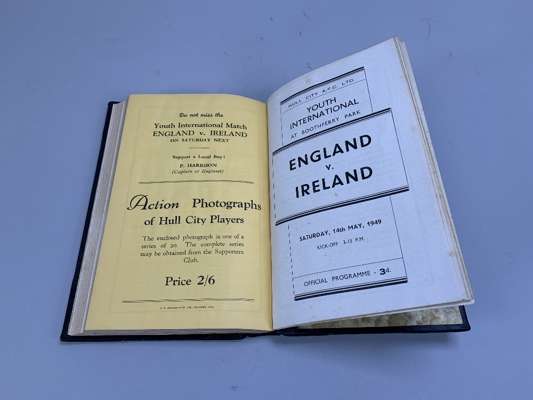 Do not miss the
Youth International Match
ENGLAND v. IRELAND
ON SATURDAY NEXT
Support a Local Boy!
P. HARRISON
(Captain of England)
Action Photographs
of Hull City Players
The enclosed photograph is one of a
series of 20. The complete series
may be obtained from the Supporters
Club.
Price 2/6
HULL CITY A.F.C. LTD.
YOUTH
INTERNATIONAL
AT BOOTHFERRY PARK
ENGLAND
v.
IRELAND
SATURDAY, 14th MAY, 1949
KICK-OFF 3.15 P.M.
OFFICIAL PROGRAMME - 3d.